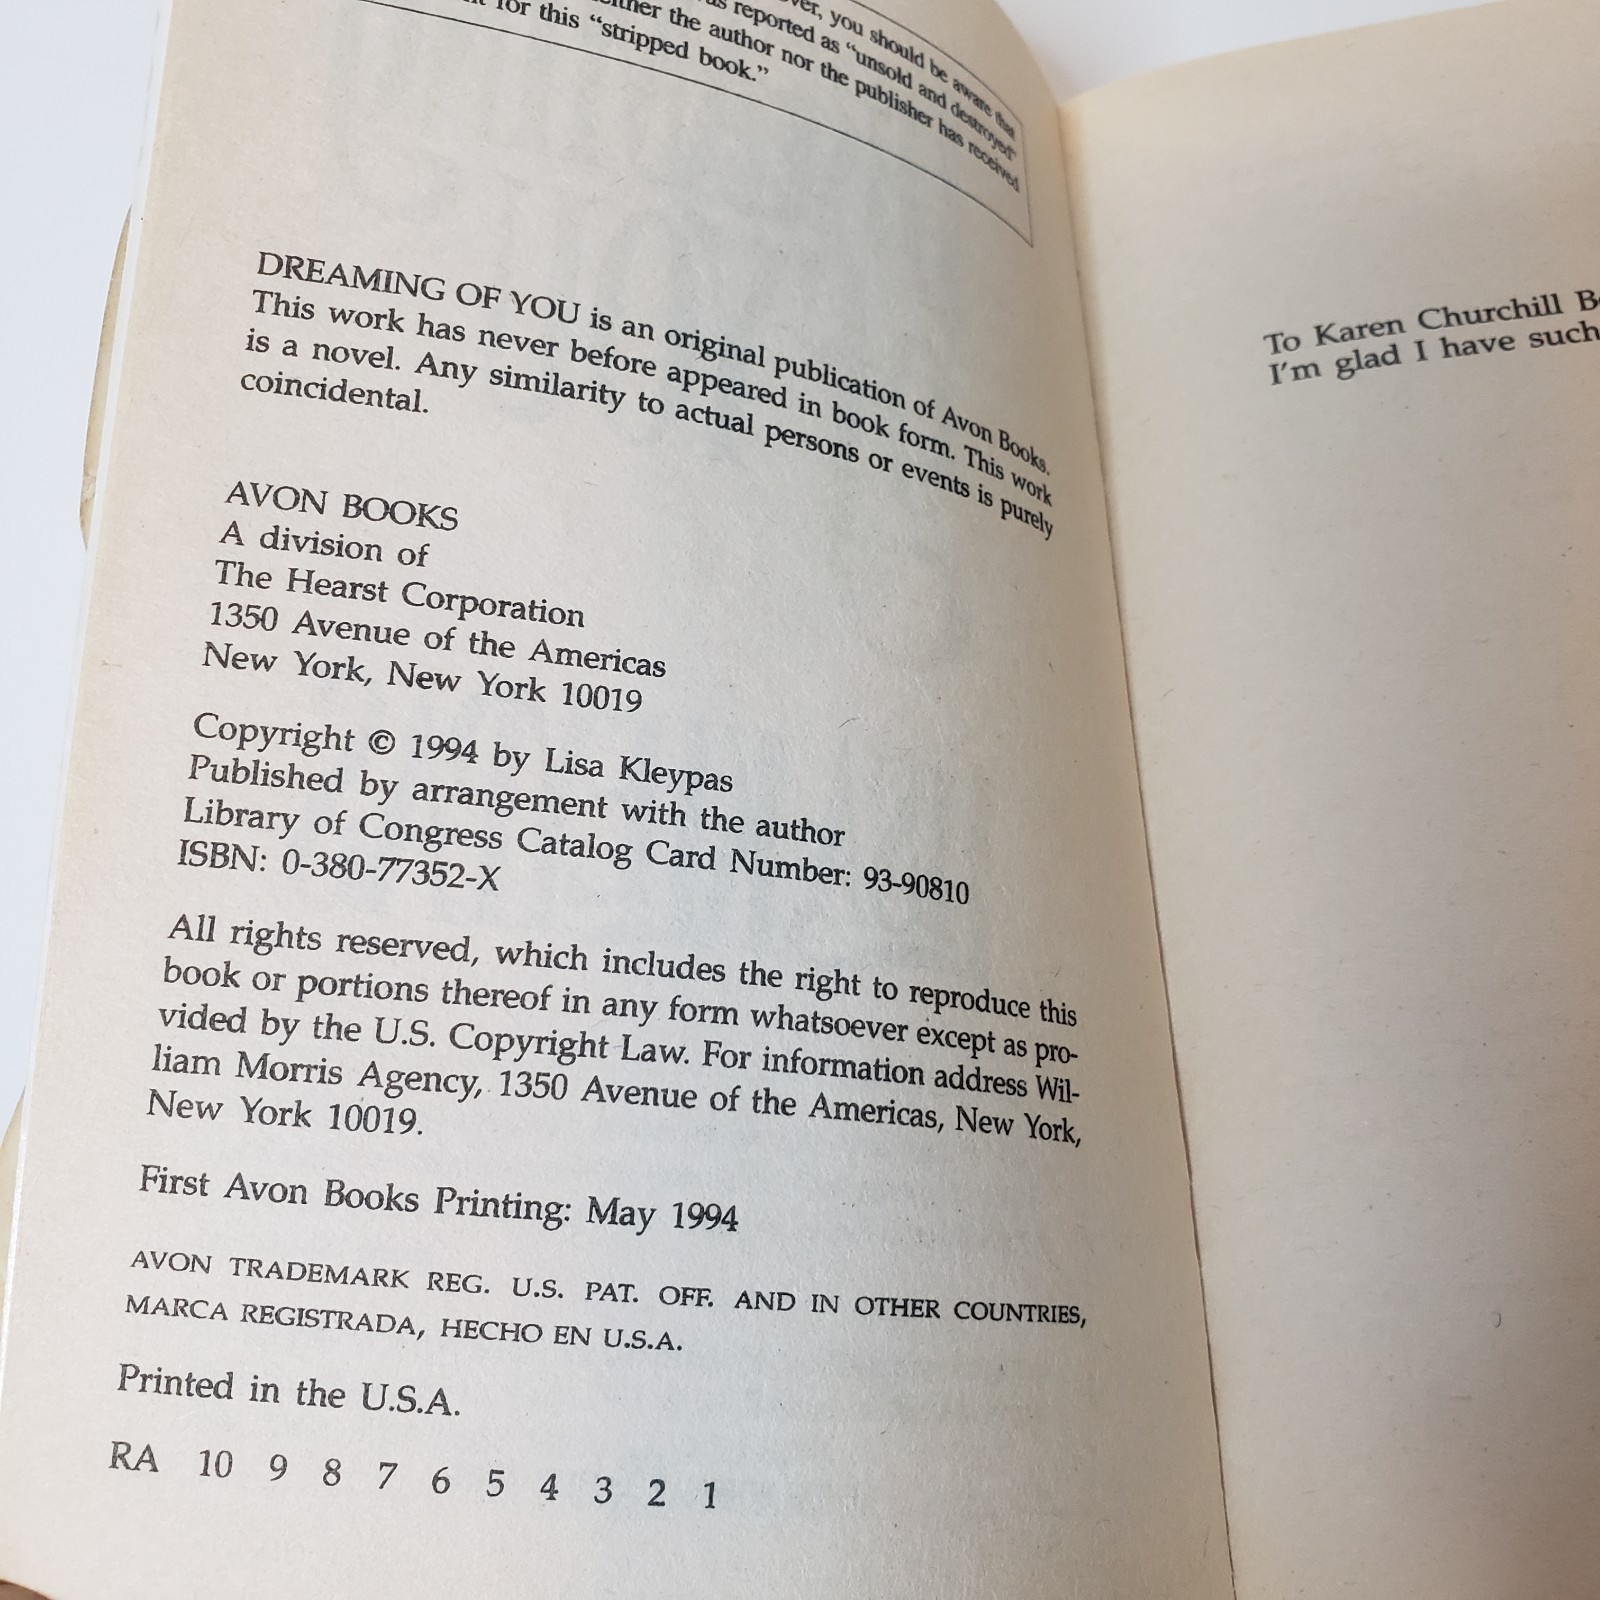 you should be aware that
reported as "unsold and destroyed"
the author nor the publisher has received
for this "stripped book."
DREAMING OF YOU is an original publication of Avon Books.
This work has never before appeared in book form. This work
is a novel. Any similarity to actual persons or events is purely
coincidental.
AVON BOOKS
A division of
The Hearst Corporation
1350 Avenue of the Americas
New York, New York 10019
Copyright © 1994 by Lisa Kleypas
Published by arrangement with the author
Library of Congress Catalog Card Number: 93-90810
ISBN: 0-380-77352-X
All rights reserved, which includes the right to reproduce this
book or portions thereof in any form whatsoever except as pro-
vided by the U.S. Copyright Law. For information address Wil-
liam Morris Agency, 1350 Avenue of the Americas, New York,
New York 10019.
First Avon Books Printing: May 1994
AVON TRADEMARK REG. U.S. PAT. OFF. AND IN OTHER COUNTRIES,
MARCA REGISTRADA, HECHO EN U.S.A.
Printed in the U.S.A.
RA 10 9 8 7 6 5 4 3 2 1
To Karen Churchill
I'm glad I have such